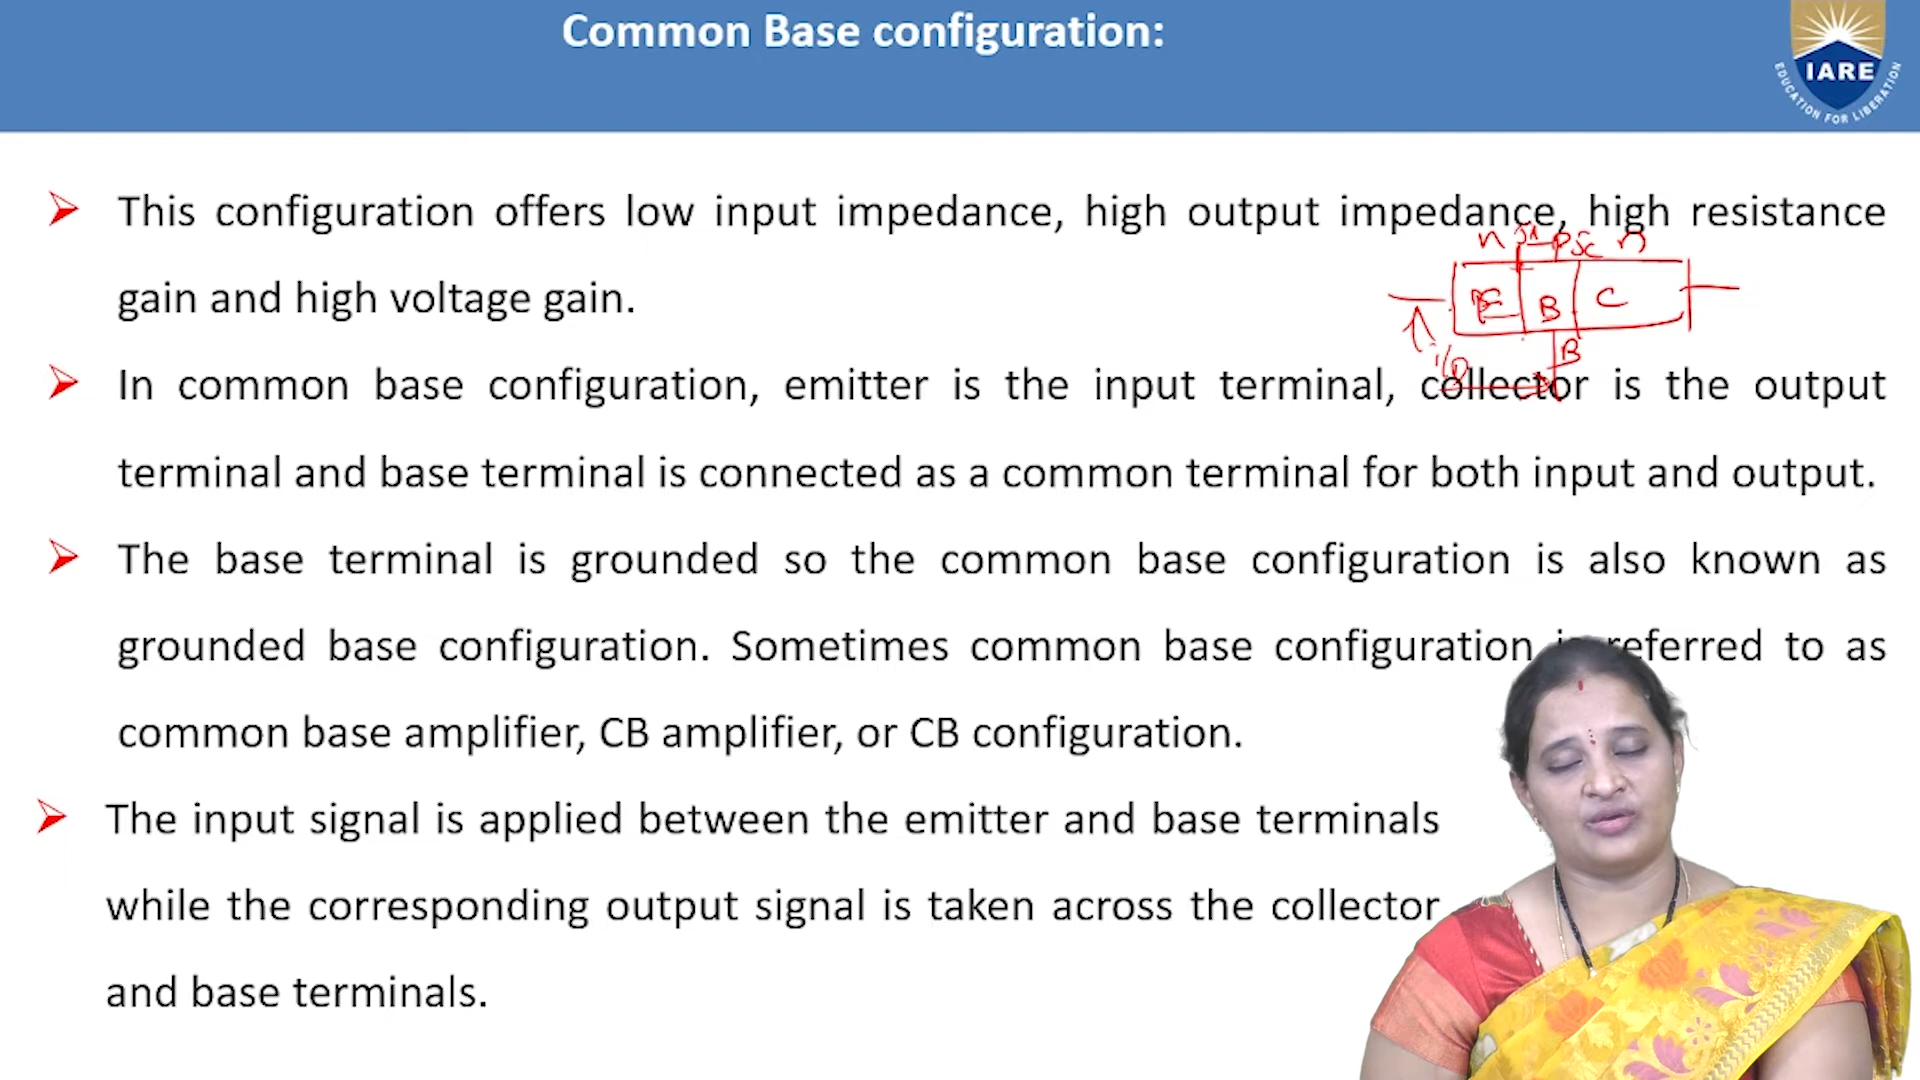 Common Base configuration:
IARE
EDUCATION FOR LIBERATION
This configuration offers low input impedance, high output impedance, high resistance
gain and high voltage gain.
n p n
E B C
B
In common base configuration, emitter is the input terminal, collector is the output
terminal and base terminal is connected as a common terminal for both input and output.
The base terminal is grounded so the common base configuration is also known as
grounded base configuration. Sometimes common base configuration is referred to as
common base amplifier, CB amplifier, or CB configuration.
The input signal is applied between the emitter and base terminals
while the corresponding output signal is taken across the collector
and base terminals.